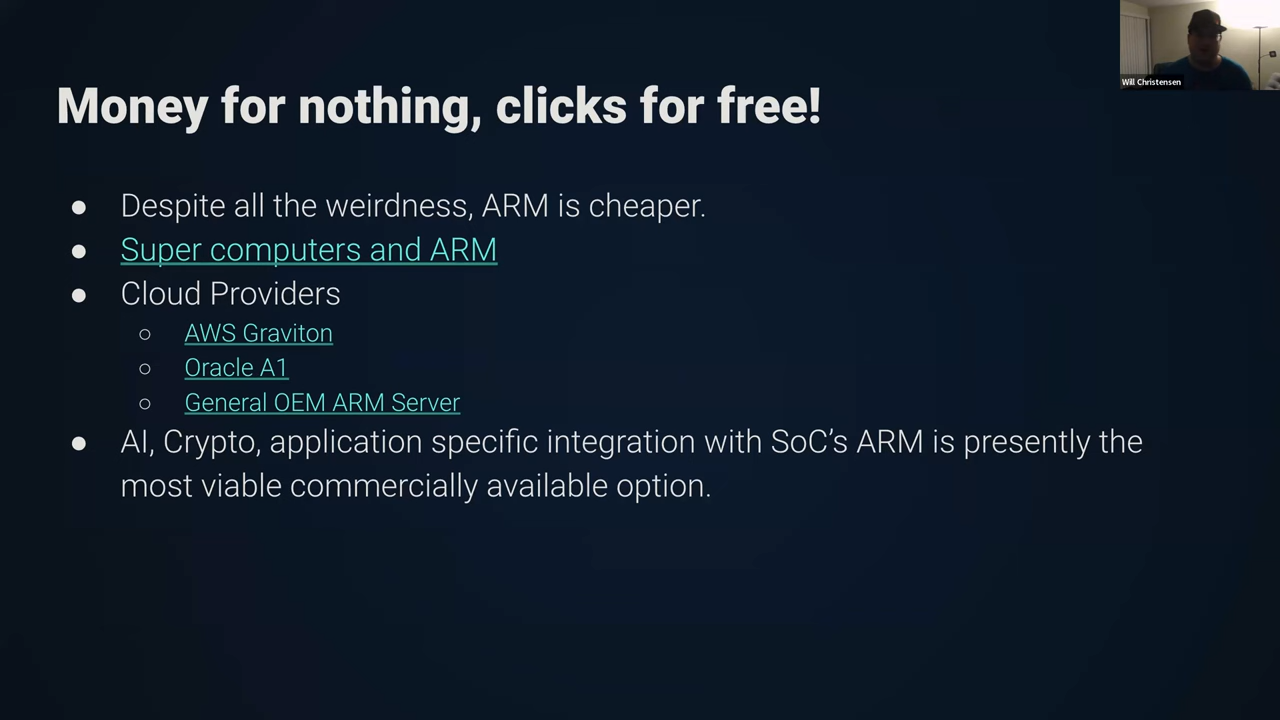 Will Christensen
Money for nothing, clicks for free!
● Despite all the weirdness, ARM is cheaper.
● Super computers and ARM
● Cloud Providers
○ AWS Graviton
○ Oracle A1
○ General OEM ARM Server
● AI, Crypto, application specific integration with SoC’s ARM is presently the
most viable commercially available option.